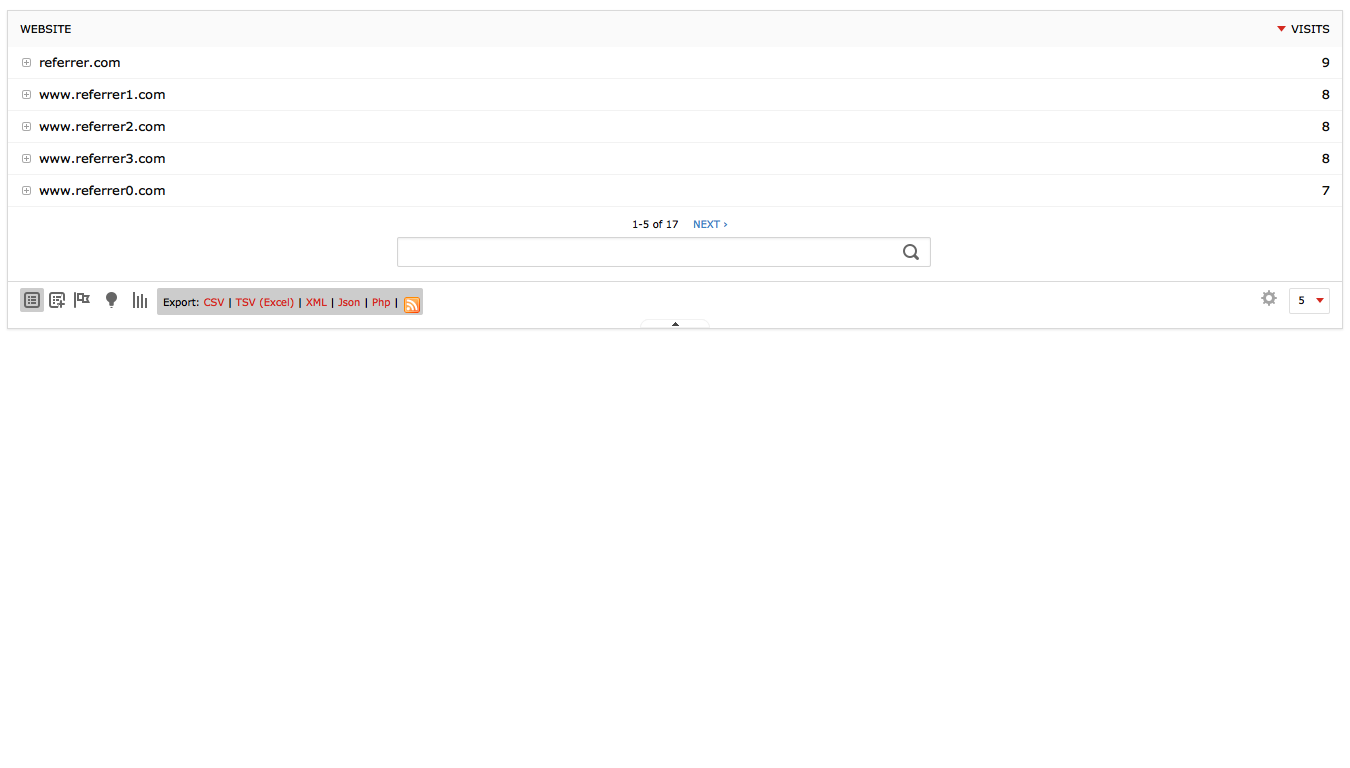 WEBSITE VISITS
referrer.com 9
www.referrer1.com 8
www.referrer2.com 8
www.referrer3.com 8
www.referrer0.com 7
1-5 of 17 NEXT ›
Export: CSV | TSV (Excel) | XML | Json | Php | 5